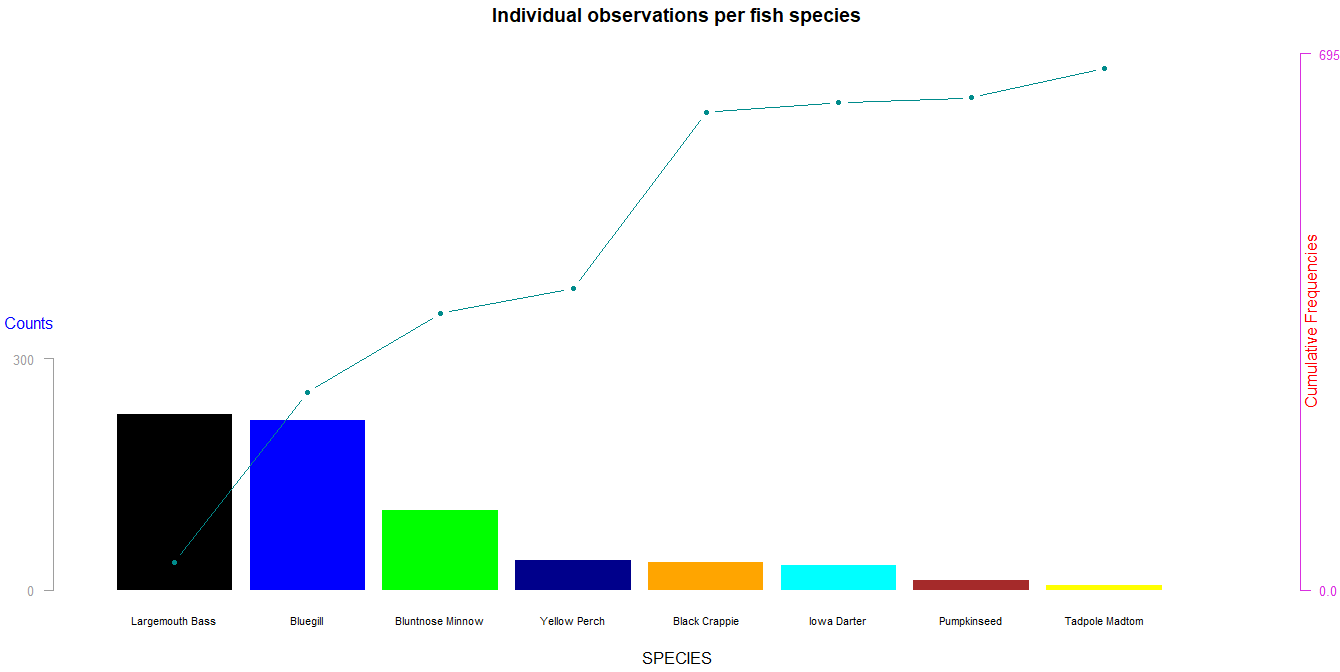 Individual observations per fish species
695
Counts
Cumulative Frequencies
300
0
0.0
Largemouth Bass Bluegill Bluntnose Minnow Yellow Perch Black Crappie Iowa Darter Pumpkinseed Tadpole Madtom
SPECIES